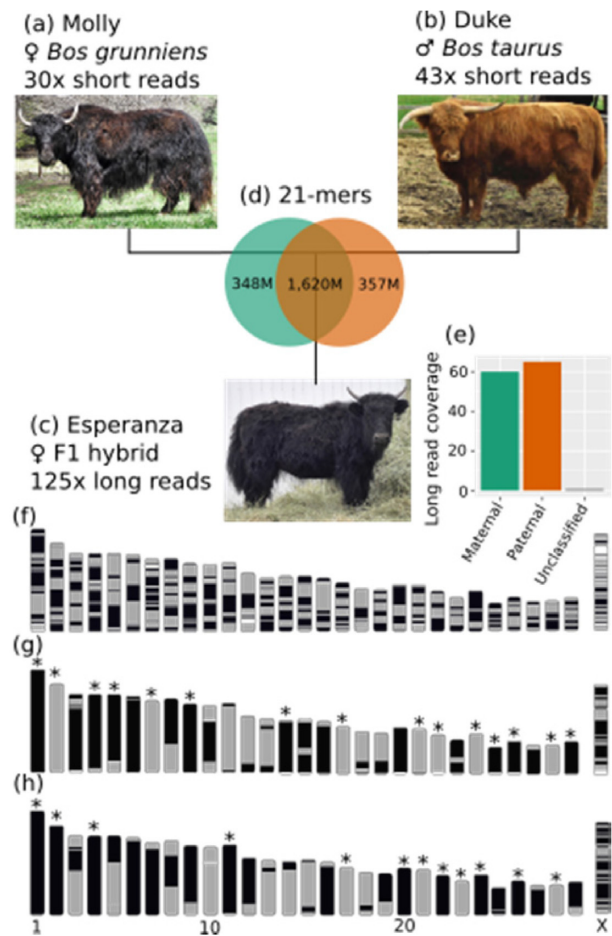 (a) Molly
♀ Bos grunniens
30x short reads
(b) Duke
♂ Bos taurus
43x short reads
(d) 21-mers
348M
1,620M
357M
(c) Esperanza
♀ F1 hybrid
125x long reads
(e)
Long read coverage
60
40
20
0
Maternal
Paternal
Unclassified
(f)
(g)
* * * * * * * * * * * * * * *
(h)
* * * * * * * * * * * *
1 10 20 X